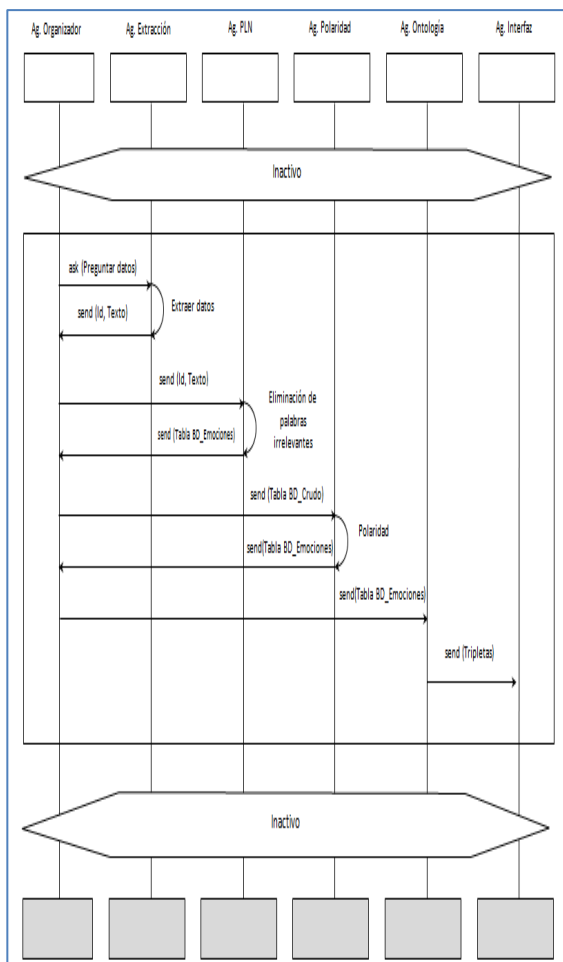 Ag. Organizador
Ag. Extracción
Ag. PLN
Ag. Polaridad
Ag. Ontología
Ag. Interfaz
Inactivo
ask (Preguntar datos)
Extraer datos
send (Id, Texto)
send (Id, Texto)
Eliminación de
palabras
irrelevantes
send (Tabla BD_Emociones)
send (Tabla BD_Crudo)
Polaridad
send(Tabla BD_Emociones)
send(Tabla BD_Emociones)
send (Tripletas)
Inactivo